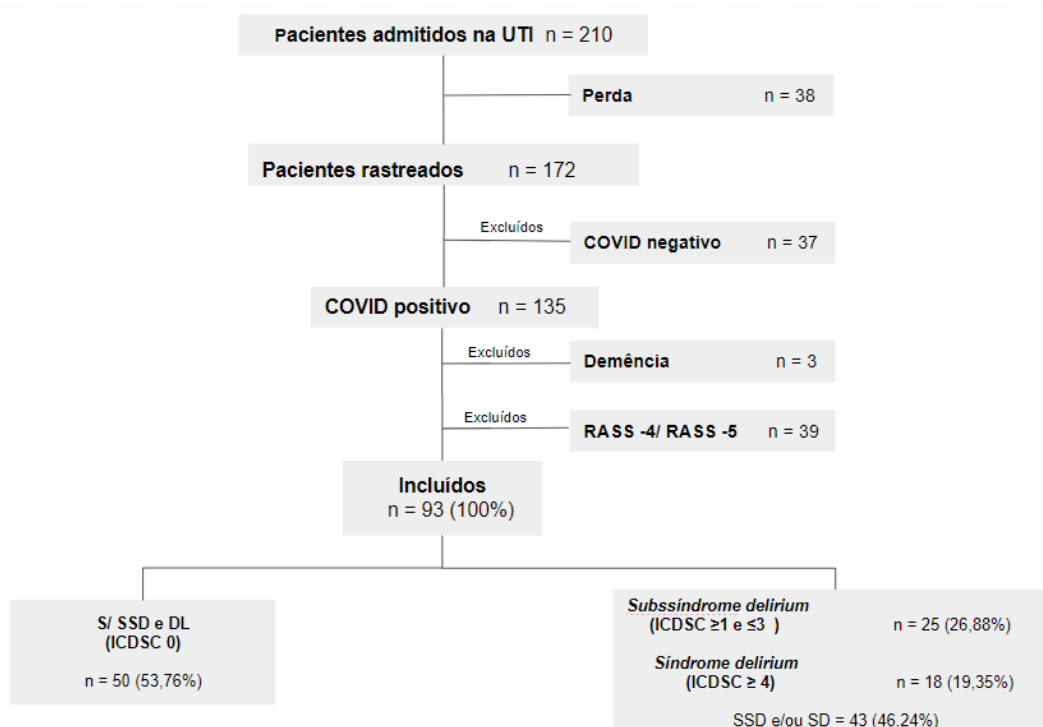 Pacientes admitidos na UTI n = 210
Perda n = 38
Pacientes rastreados n = 172
Excluídos
COVID negativo n = 37
COVID positivo n = 135
Excluídos
Demência n = 3
Excluídos
RASS -4/ RASS -5 n = 39
Incluídos
n = 93 (100%)
S/ SSD e DL
(ICDSC 0)
n = 50 (53,76%)
Subssíndrome delirium
(ICDSC ≥1 e ≤3 ) n = 25 (26,88%)
Síndrome delirium
(ICDSC ≥ 4) n = 18 (19,35%)
SSD e/ou SD = 43 (46,24%)